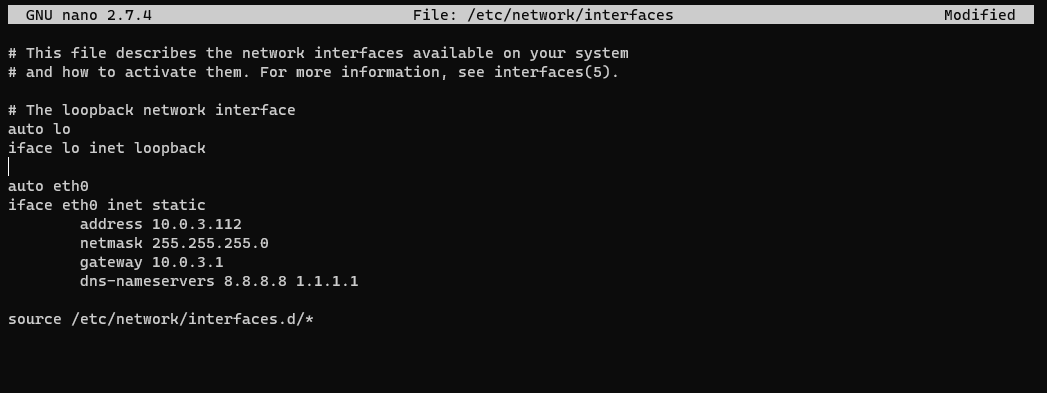 GNU nano 2.7.4 File: /etc/network/interfaces Modified
# This file describes the network interfaces available on your system
# and how to activate them. For more information, see interfaces(5).
# The loopback network interface
auto lo
iface lo inet loopback
auto eth0
iface eth0 inet static
address 10.0.3.112
netmask 255.255.255.0
gateway 10.0.3.1
dns-nameservers 8.8.8.8 1.1.1.1
source /etc/network/interfaces.d/*